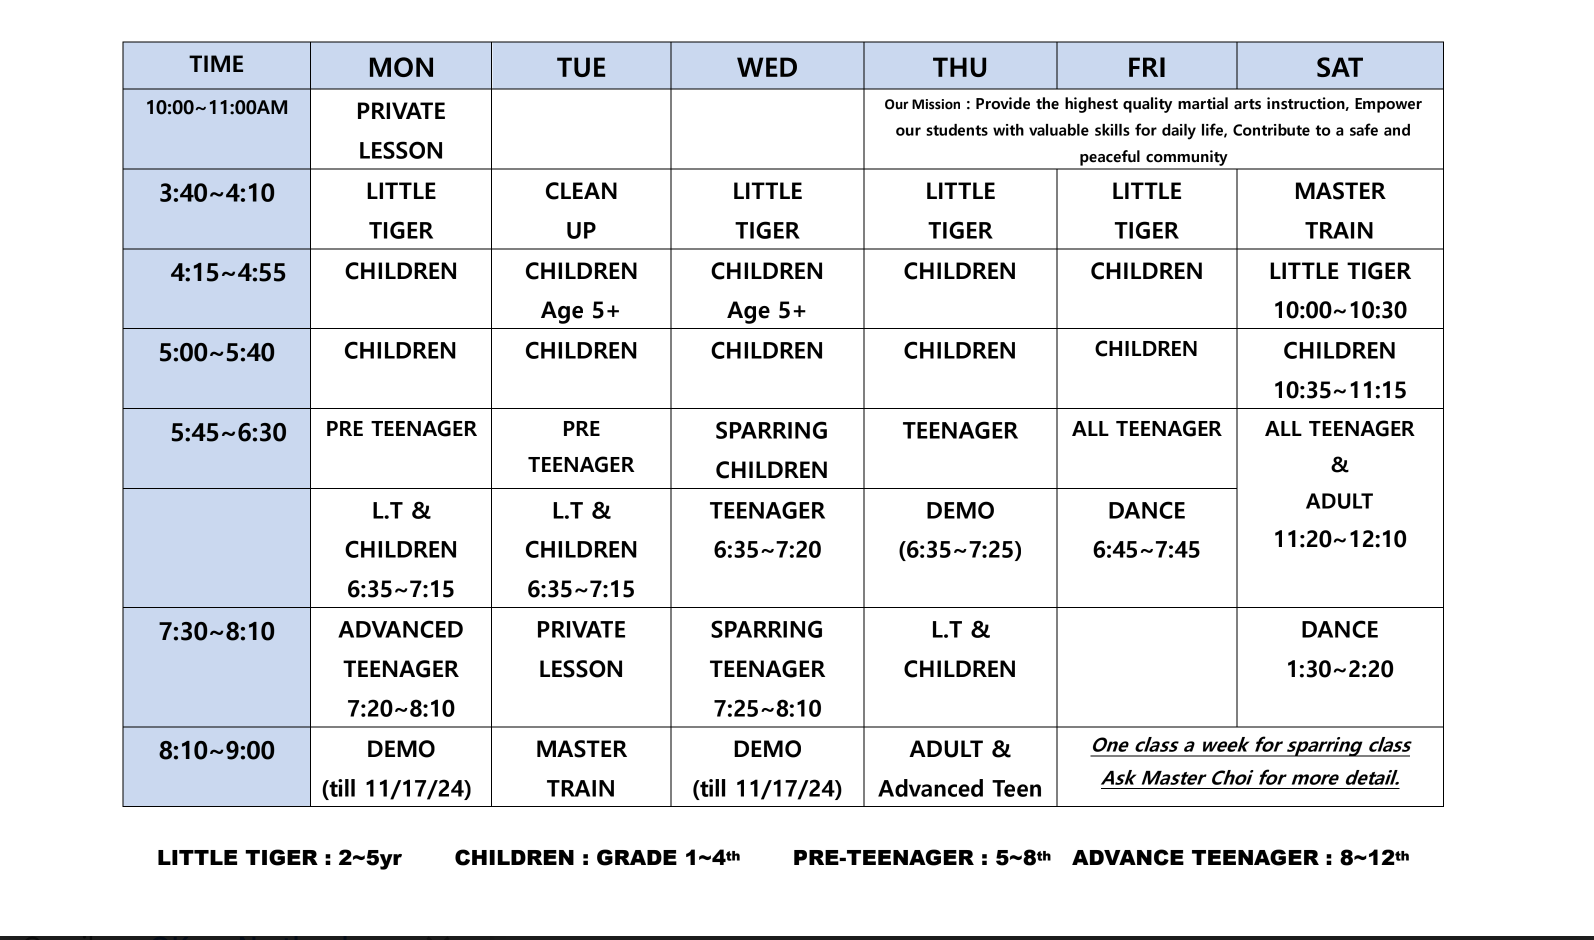 TIME MON TUE WED THU FRI SAT
10:00~11:00AM
PRIVATE
LESSON
Our Mission : Provide the highest quality martial arts instruction, Empower
our students with valuable skills for daily life, Contribute to a safe and
peaceful community
3:40~4:10
LITTLE
TIGER
CLEAN
UP
LITTLE
TIGER
LITTLE
TIGER
LITTLE
TIGER
MASTER
TRAIN
4:15~4:55
CHILDREN
CHILDREN
Age 5+
CHILDREN
Age 5+
CHILDREN
CHILDREN
LITTLE TIGER
10:00~10:30
5:00~5:40
CHILDREN
CHILDREN
CHILDREN
CHILDREN
CHILDREN
CHILDREN
10:35~11:15
5:45~6:30
PRE TEENAGER
PRE
TEENAGER
SPARRING
CHILDREN
TEENAGER
ALL TEENAGER
ALL TEENAGER
&
ADULT
11:20~12:10
L.T &
CHILDREN
6:35~7:15
L.T &
CHILDREN
6:35~7:15
TEENAGER
6:35~7:20
DEMO
(6:35~7:25)
DANCE
6:45~7:45
7:30~8:10
ADVANCED
TEENAGER
7:20~8:10
PRIVATE
LESSON
SPARRING
TEENAGER
7:25~8:10
L.T &
CHILDREN
DANCE
1:30~2:20
8:10~9:00
DEMO
(till 11/17/24)
MASTER
TRAIN
DEMO
(till 11/17/24)
ADULT &
Advanced Teen
One class a week for sparring class
Ask Master Choi for more detail.
LITTLE TIGER : 2~5yr CHILDREN : GRADE 1~4th PRE-TEENAGER : 5~8th ADVANCE TEENAGER : 8~12th